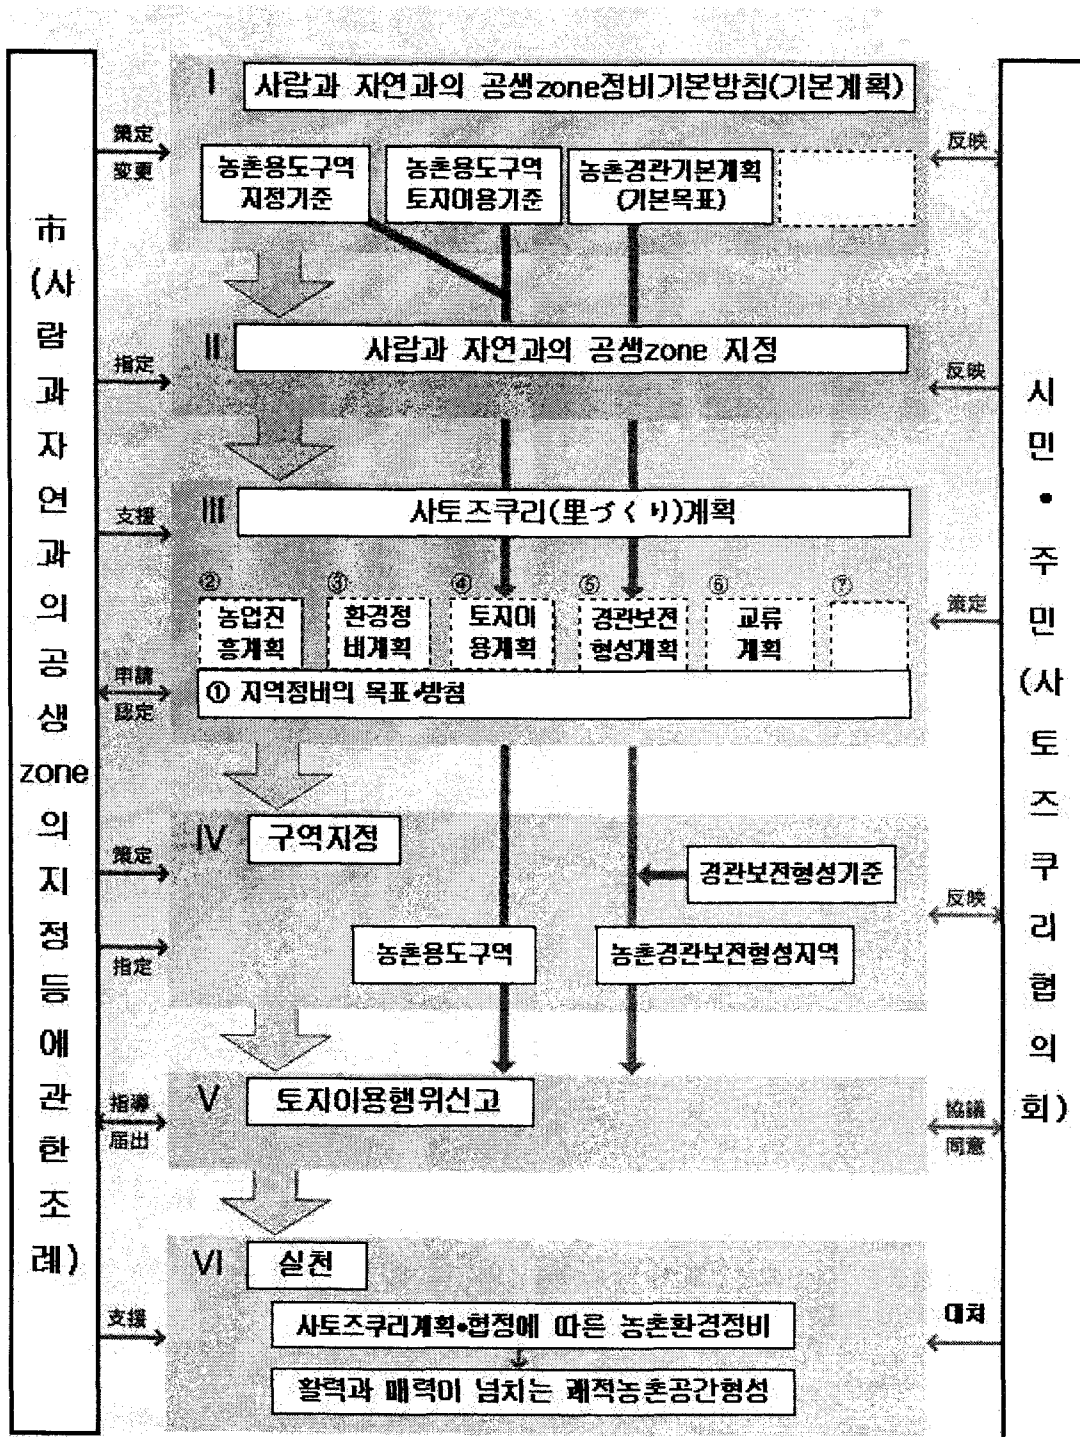 I 사람과 자연과의 공생zone정비기본방침(기본계획)
策定
変更
反映
농촌용도구역
지정기준
농촌용도구역
토지이용기준
농촌경관기본계획
(기본목표)
II 사람과 자연과의 공생zone 지정
指定
反映
III 사토즈쿠리(里づくり)계획
支援
② 농업진
흥계획
③ 환경정
비계획
④ 토지이
용계획
⑤ 경관보전
형성계획
⑥ 교류
계획
⑦
策定
① 지역정비의 목표•방침
申請
認定
IV 구역지정
策定
경관보전형성기준
反映
指定
농촌용도구역
농촌경관보전형성지역
V 토지이용행위신고
指導
届出
協議
同意
VI 실천
支援
사토즈쿠리계획•협정에 따른 농촌환경정비
대처
활력과 매력이 넘치는 쾌적농촌공간형성
市(사람과자연과의공생zone의지정등에관한조례)
시민•주민(사토즈구리협의회)